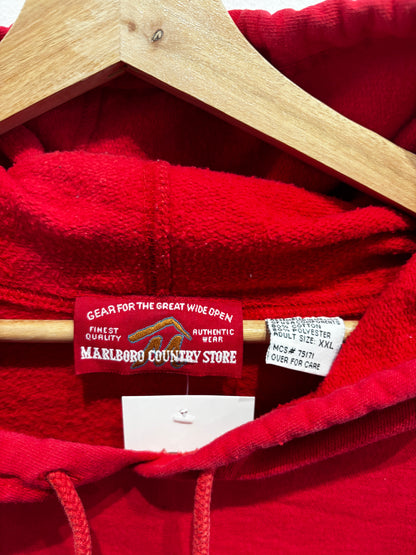 GEAR FOR THE GREAT WIDE OPEN
FINEST QUALITY
AUTHENTIC WEAR
MARLBORO COUNTRY STORE
COTTON
POLYESTER
ADULT SIZE: XXL
MCS# 75171
OVER FOR CARE